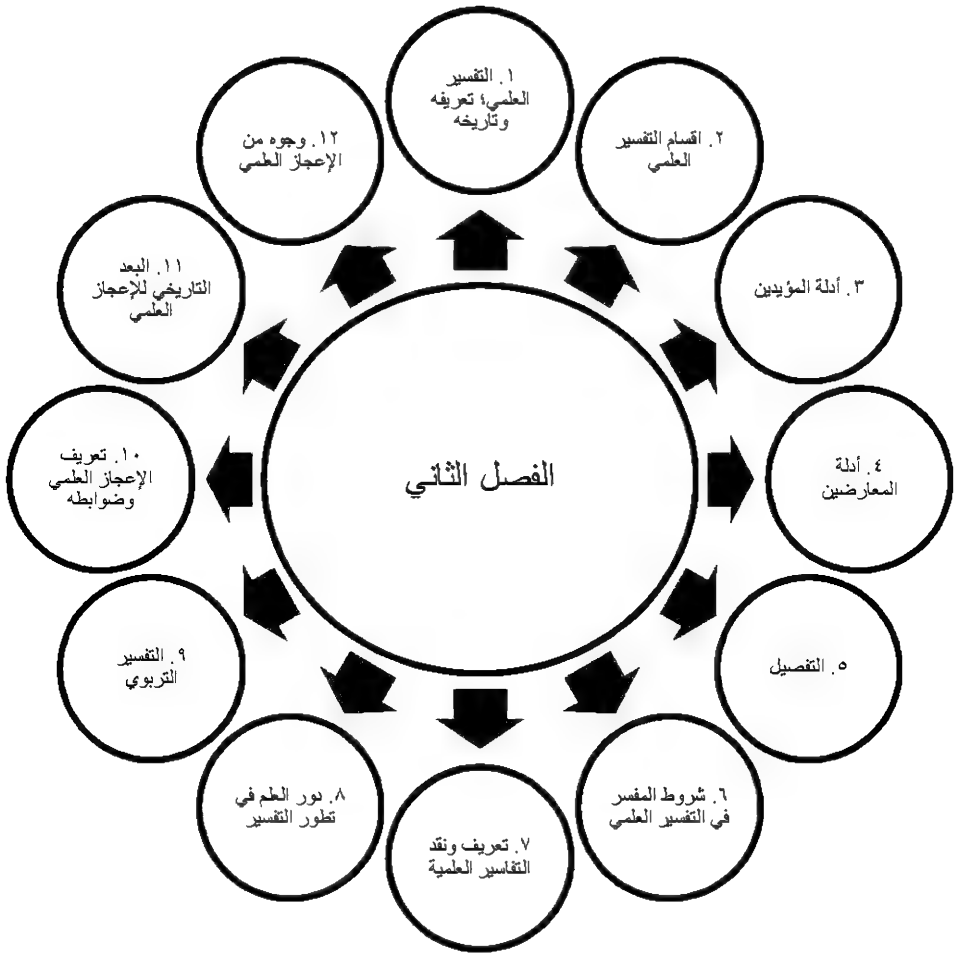 الفصل الثاني
١. التفسير
العلمي؛ تعريفه
وتاريخه
٢. اقسام التفسير
العلمي
٣. أدلة المؤيدين
٤. أدلة
المعارضين
٥. التفصيل
٦. شروط المفسر
في التفسير العلمي
٧. تعريف ونقد
التفاسير العلمية
٨. دور العلم في
تطور التفسير
٩. التفسير
التربوي
١٠. تعريف
الإعجاز العلمي
وضوابطه
١١. البعد
التاريخي للإعجاز
العلمي
١٢. وجوه من
الإعجاز العلمي